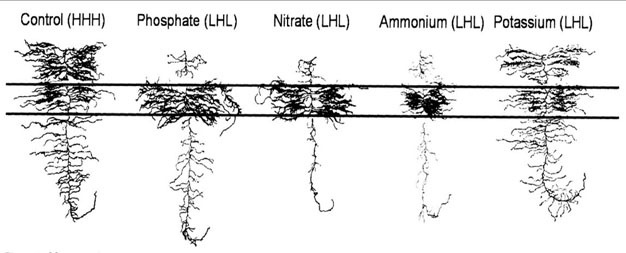 Control (HHH) Phosphate (LHL) Nitrate (LHL) Ammonium (LHL) Potassium (LHL)